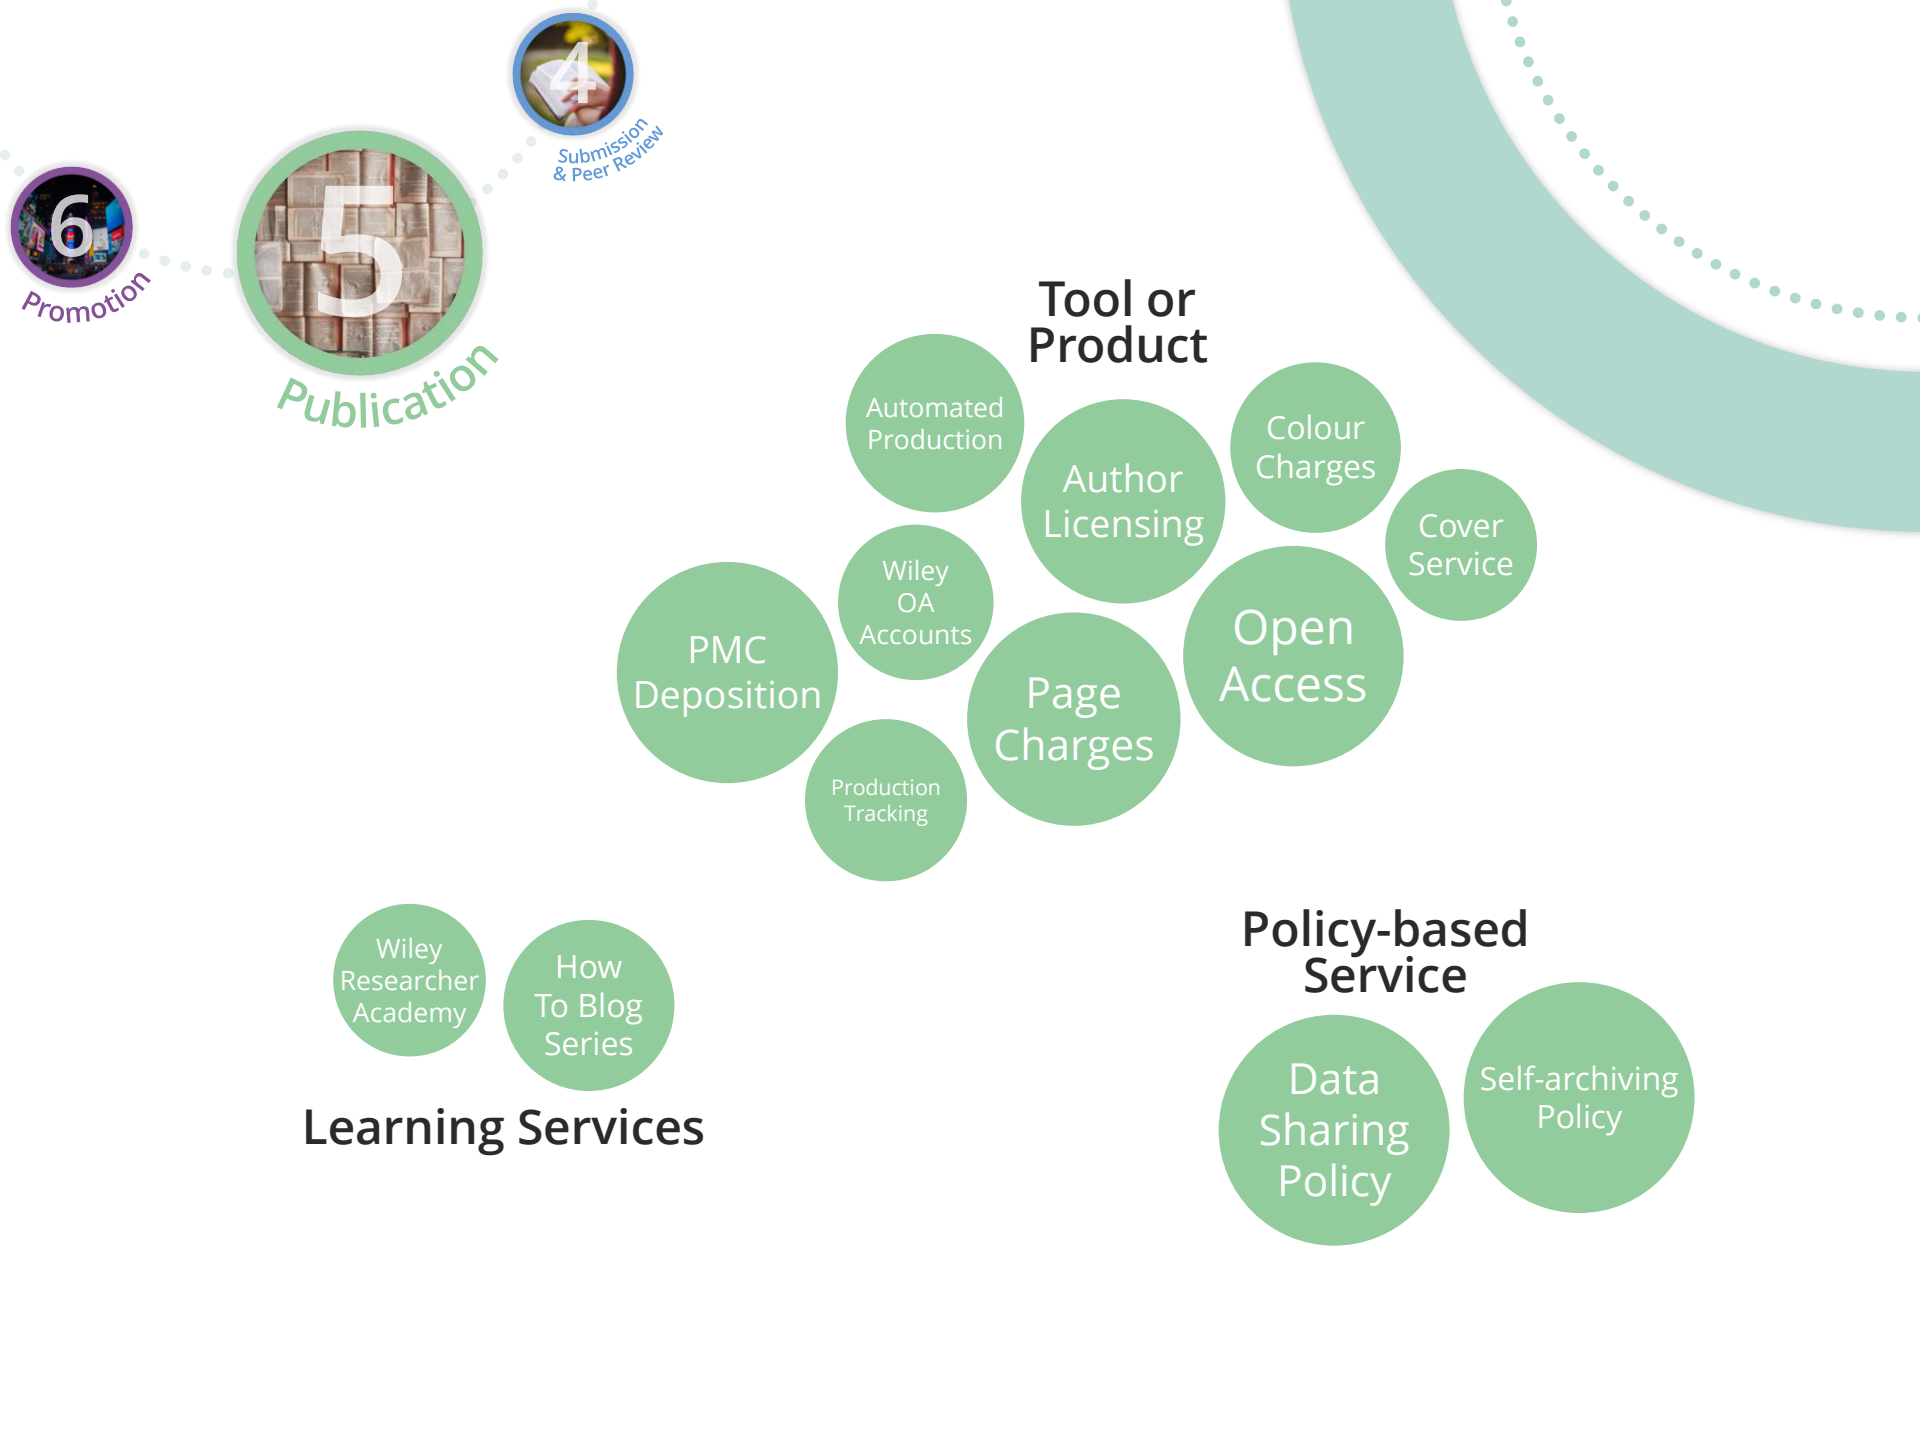 4
Submission
& Peer Review
6
Promotion
5
Publication
Tool or
Product
Automated
Production
Author
Licensing
Colour
Charges
Cover
Service
Wiley
OA
Accounts
PMC
Deposition
Page
Charges
Open
Access
Production
Tracking
Wiley
Researcher
Academy
How
To Blog
Series
Learning Services
Policy-based
Service
Data
Sharing
Policy
Self-archiving
Policy